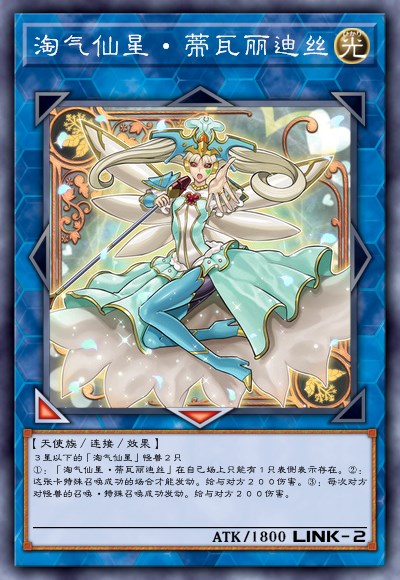 淘气仙星·蒂瓦丽迪丝
光
【天使族／连接／效果】
３星以下的「淘气仙星」怪兽２只
①：「淘气仙星·蒂瓦丽迪丝」在自己场上只能有１只表侧表示存在。②：
这张卡特殊召唤成功的场合才能发动。给与对方２００伤害。③：每次对方
对怪兽的召唤·特殊召唤成功发动。给与对方２００伤害。
ATK/1800 LINK-2